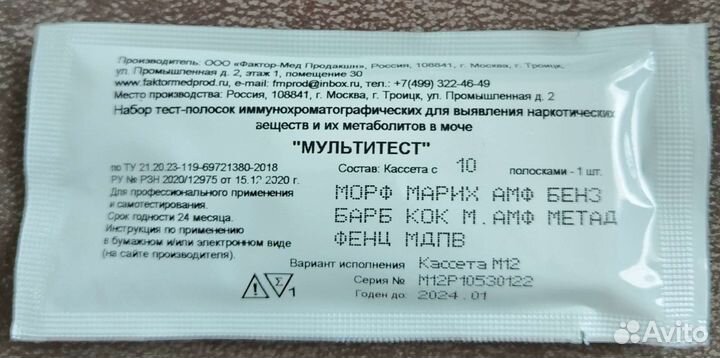 Производитель: ООО «Фактор-Мед Продакшн», Россия, 108841, г. Москва, г. Троицк,
ул. Промышленная д. 2, этаж 1, помещение 30
www.faktormedprod.ru, e-mail: fmprod@inbox.ru, тел.: +7(499) 322-46-49
Место производства: Россия, 108841, г. Москва, г. Троицк, ул. Промышленная д. 2
Набор тест-полосок иммунохроматографических для выявления наркотических
веществ и их метаболитов в моче
"МУЛЬТИТЕСТ"
по ТУ 21.20.23-119-69721380-2018
РУ № РЗН 2020/12975 от 15.12.2020 г.
Для профессионального применения
и самотестирования.
Срок годности 24 месяца.
Инструкция по применению
в бумажном и/или электронном виде
(на сайте производителя).
Состав: Кассета с 10 полосками - 1 шт.
МОРФ МАРИХ АМФ БЕНЗ
БАРБ КОК М.АМФ МЕТАД
ФЕНЦ МДПВ
Вариант исполнения Кассета М12
Серия № М12Р10530122
Годен до 2024.01
Σ 1
Avito